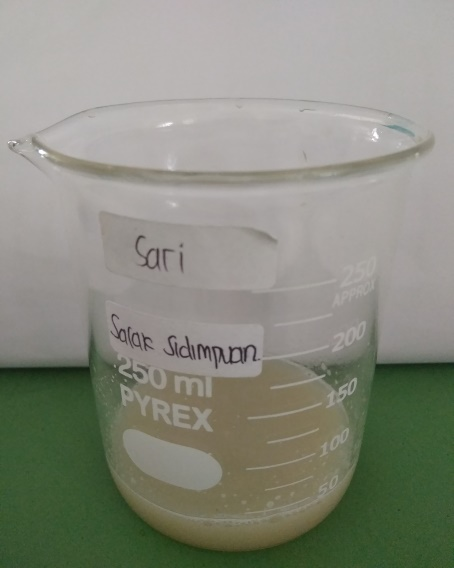 Sari
250
APPROX
Salak Sidimpuan
200
250 ml
150
PYREX
100
50